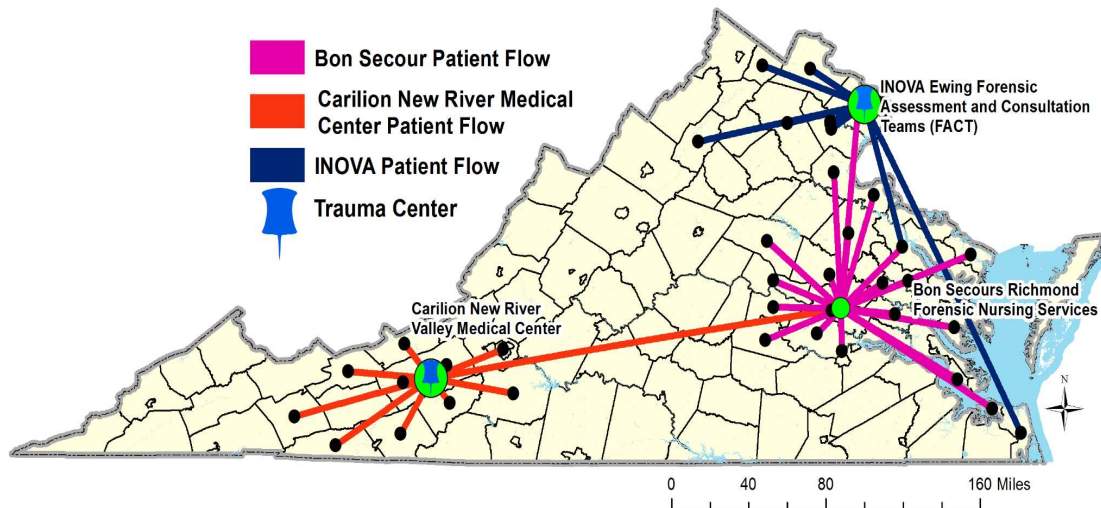 Bon Secour Patient Flow
Carilion New River Medical
Center Patient Flow
INOVA Patient Flow
Trauma Center
INOVA Ewing Forensic
Assessment and Consultation
Teams (FACT)
Bon Secours Richmond
Forensic Nursing Services
Carilion New River
Valley Medical Center
N
0 40 80 160 Miles